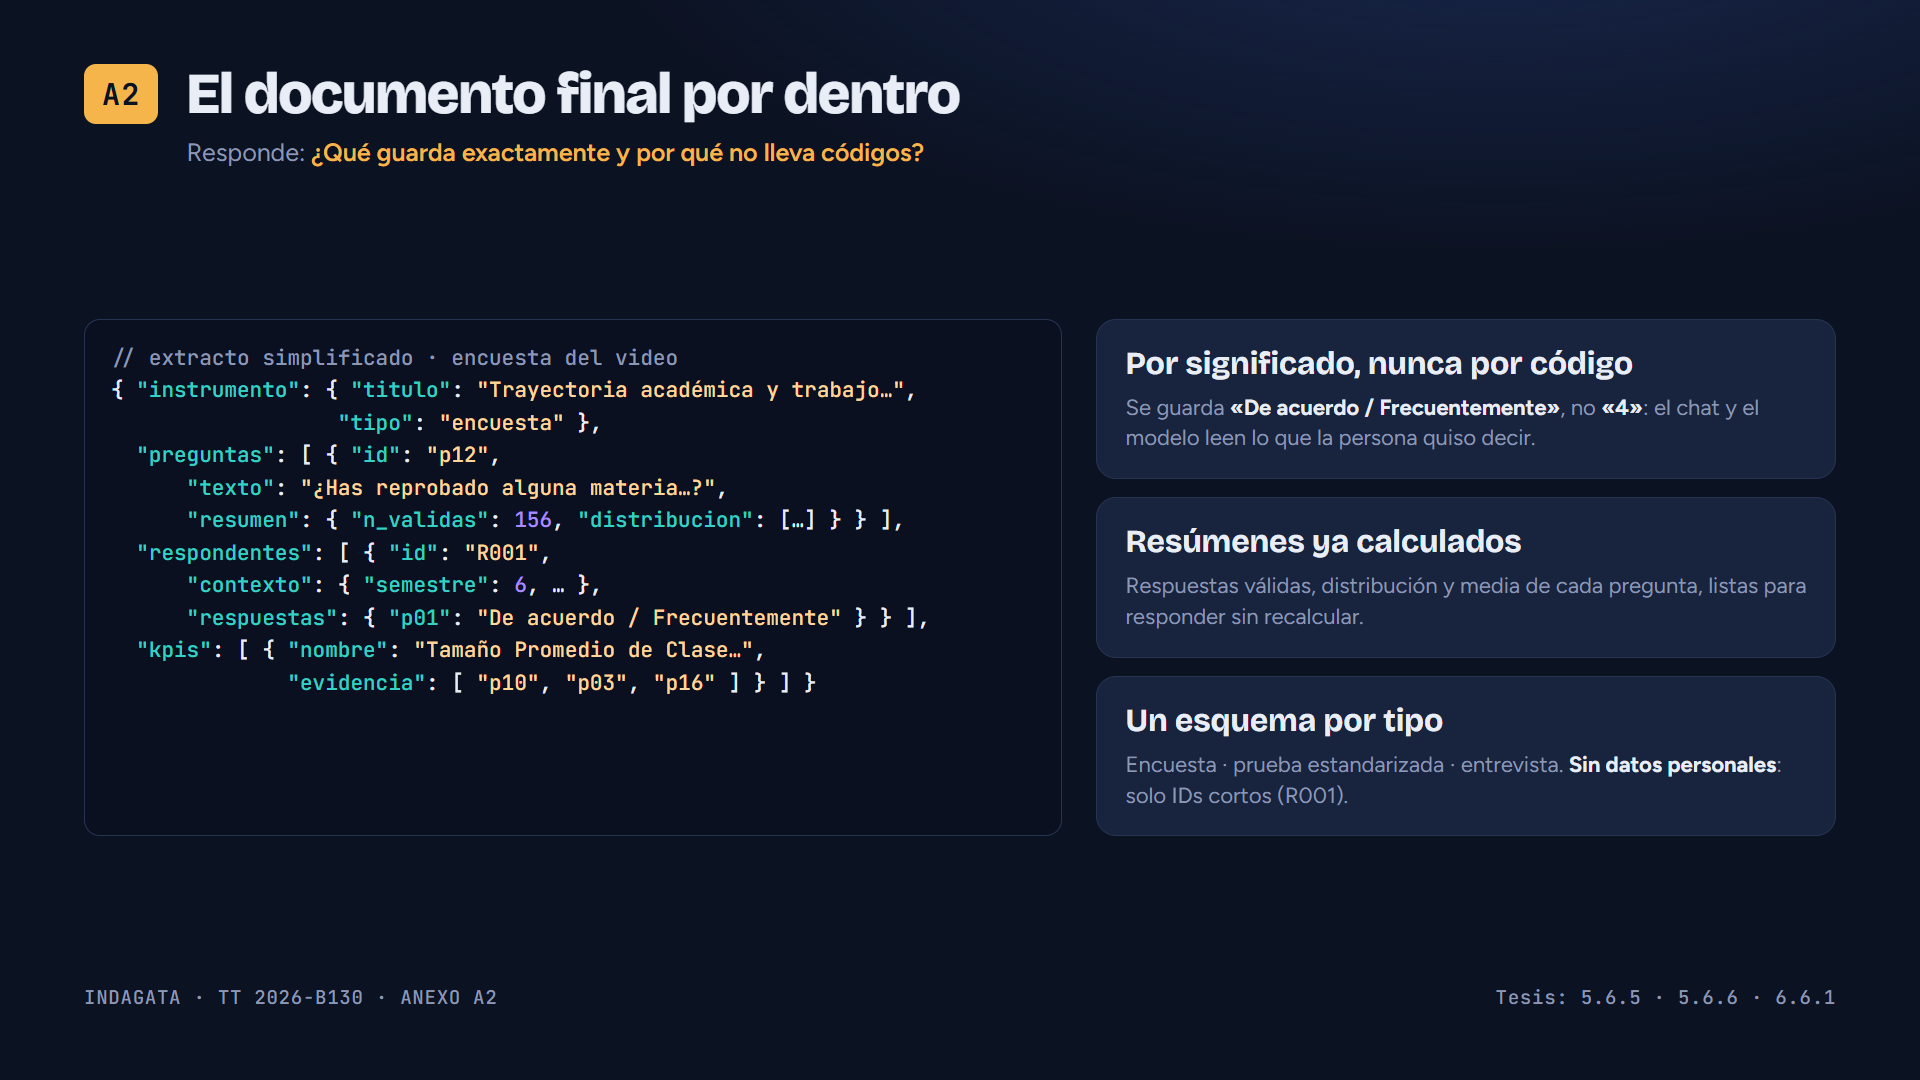 A2
El documento final por dentro
Responde: ¿Qué guarda exactamente y por qué no lleva códigos?
// extracto simplificado · encuesta del video
{ "instrumento": { "titulo": "Trayectoria académica y trabajo…",
"tipo": "encuesta" },
"preguntas": [ { "id": "p12",
"texto": "¿Has reprobado alguna materia…?",
"resumen": { "n_validas": 156, "distribucion": […] } } ],
"respondentes": [ { "id": "R001",
"contexto": { "semestre": 6, … },
"respuestas": { "p01": "De acuerdo / Frecuentemente" } } ],
"kpis": [ { "nombre": "Tamaño Promedio de Clase…",
"evidencia": [ "p10", "p03", "p16" ] } ] }
Por significado, nunca por código
Se guarda «De acuerdo / Frecuentemente», no «4»: el chat y el
modelo leen lo que la persona quiso decir.
Resúmenes ya calculados
Respuestas válidas, distribución y media de cada pregunta, listas para
responder sin recalcular.
Un esquema por tipo
Encuesta · prueba estandarizada · entrevista. Sin datos personales:
solo IDs cortos (R001).
INDAGATA · TT 2026-B130 · ANEXO A2
Tesis: 5.6.5 · 5.6.6 · 6.6.1